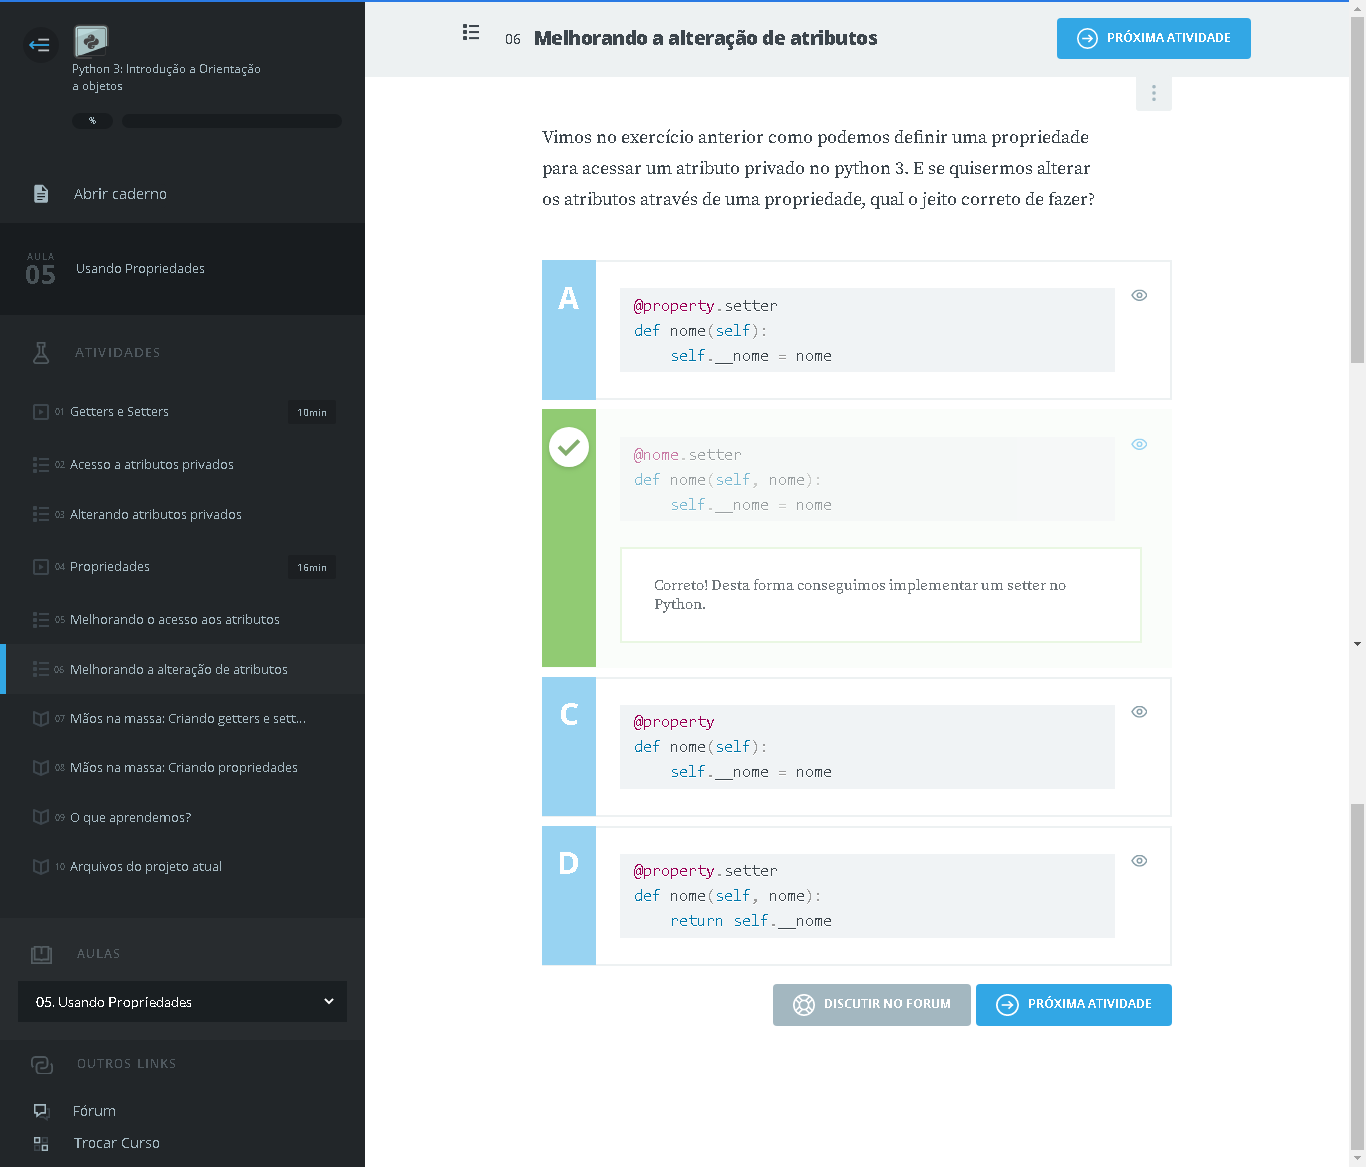 Python 3: Introdução a Orientação
a objetos
%
Abrir caderno
AULA
05
Usando Propriedades
ATIVIDADES
01 Getters e Setters 10min
02 Acesso a atributos privados
03 Alterando atributos privados
04 Propriedades 16min
05 Melhorando o acesso aos atributos
06 Melhorando a alteração de atributos
07 Mãos na massa: Criando getters e sett...
08 Mãos na massa: Criando propriedades
09 O que aprendemos?
10 Arquivos do projeto atual
AULAS
05. Usando Propriedades
OUTROS LINKS
Fórum
Trocar Curso
06 Melhorando a alteração de atributos
PRÓXIMA ATIVIDADE
Vimos no exercício anterior como podemos definir uma propriedade
para acessar um atributo privado no python 3. E se quisermos alterar
os atributos através de uma propriedade, qual o jeito correto de fazer?
A
@property.setter
def nome(self):
    self.__nome = nome
@nome.setter
def nome(self, nome):
    self.__nome = nome
Correto! Desta forma conseguimos implementar um setter no
Python.
C
@property
def nome(self):
    self.__nome = nome
D
@property.setter
def nome(self, nome):
    return self.__nome
DISCUTIR NO FORUM
PRÓXIMA ATIVIDADE